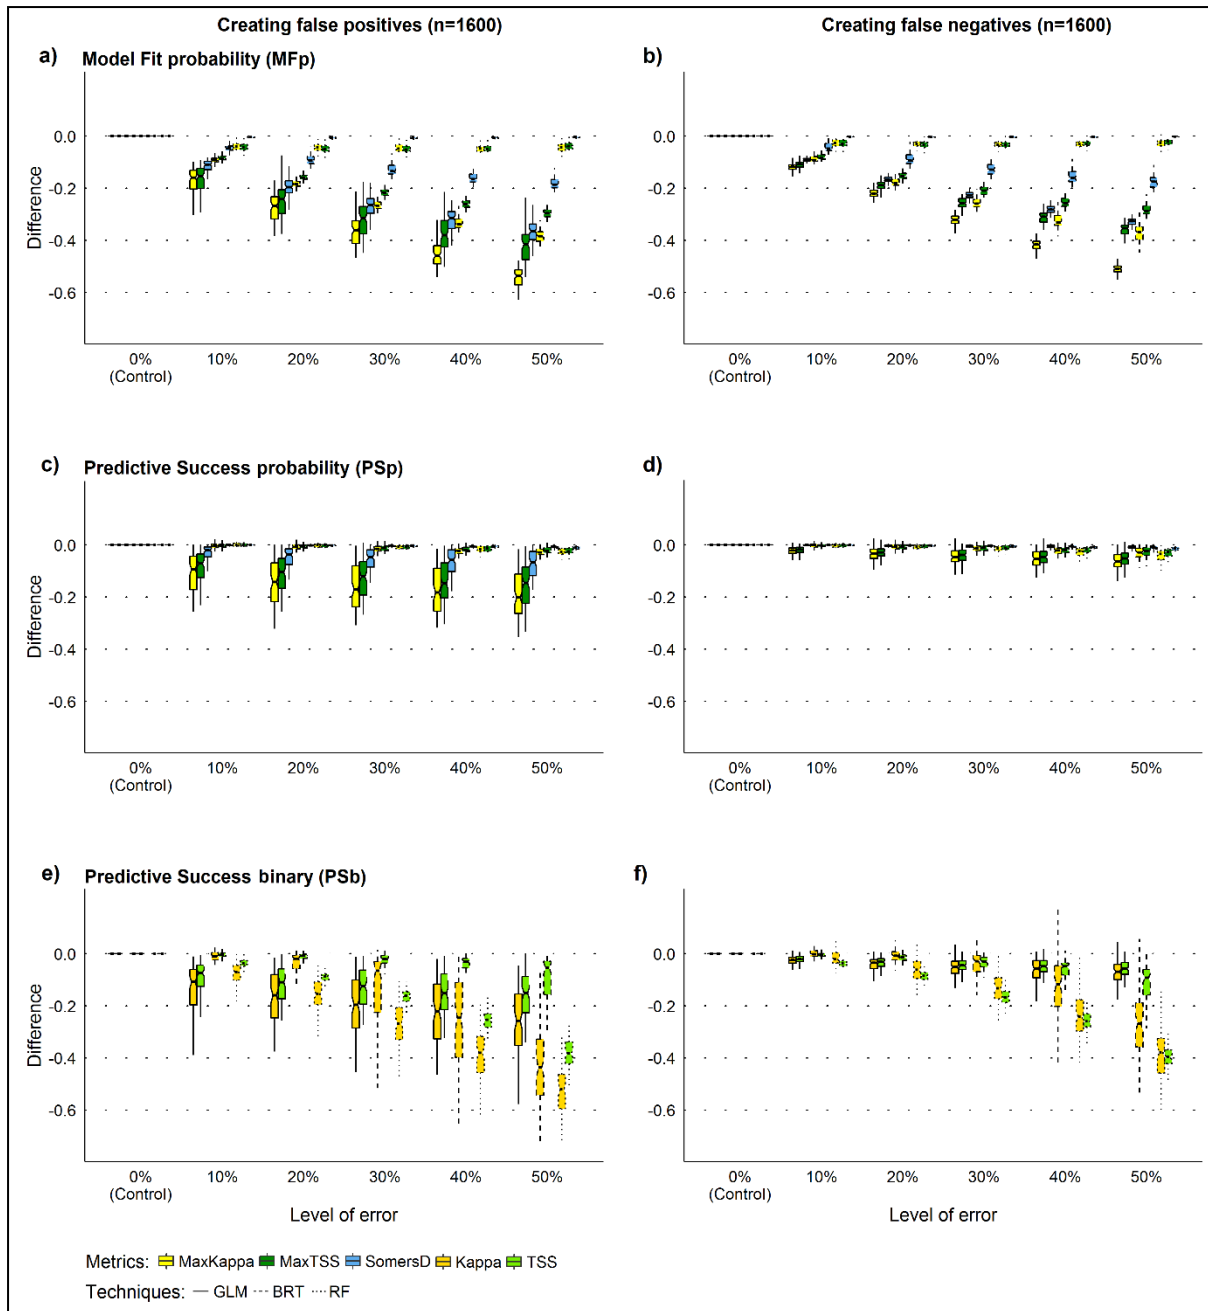 Creating false positives (n=1600)
Creating false negatives (n=1600)
a) Model Fit probability (MFp)
b)
Difference
0.0
-0.2
-0.4
-0.6
0% (Control) 10% 20% 30% 40% 50%
0.0
-0.2
-0.4
-0.6
0% (Control) 10% 20% 30% 40% 50%
c) Predictive Success probability (PSp)
d)
Difference
0.0
-0.2
-0.4
-0.6
0% (Control) 10% 20% 30% 40% 50%
Difference
0.0
-0.2
-0.4
-0.6
0% (Control) 10% 20% 30% 40% 50%
e) Predictive Success binary (PSb)
f)
Difference
0.0
-0.2
-0.4
-0.6
0% (Control) 10% 20% 30% 40% 50%
Level of error
Difference
0.0
-0.2
-0.4
-0.6
0% (Control) 10% 20% 30% 40% 50%
Level of error
Metrics: MaxKappa MaxTSS SomersD Kappa TSS
Techniques: GLM BRT RF